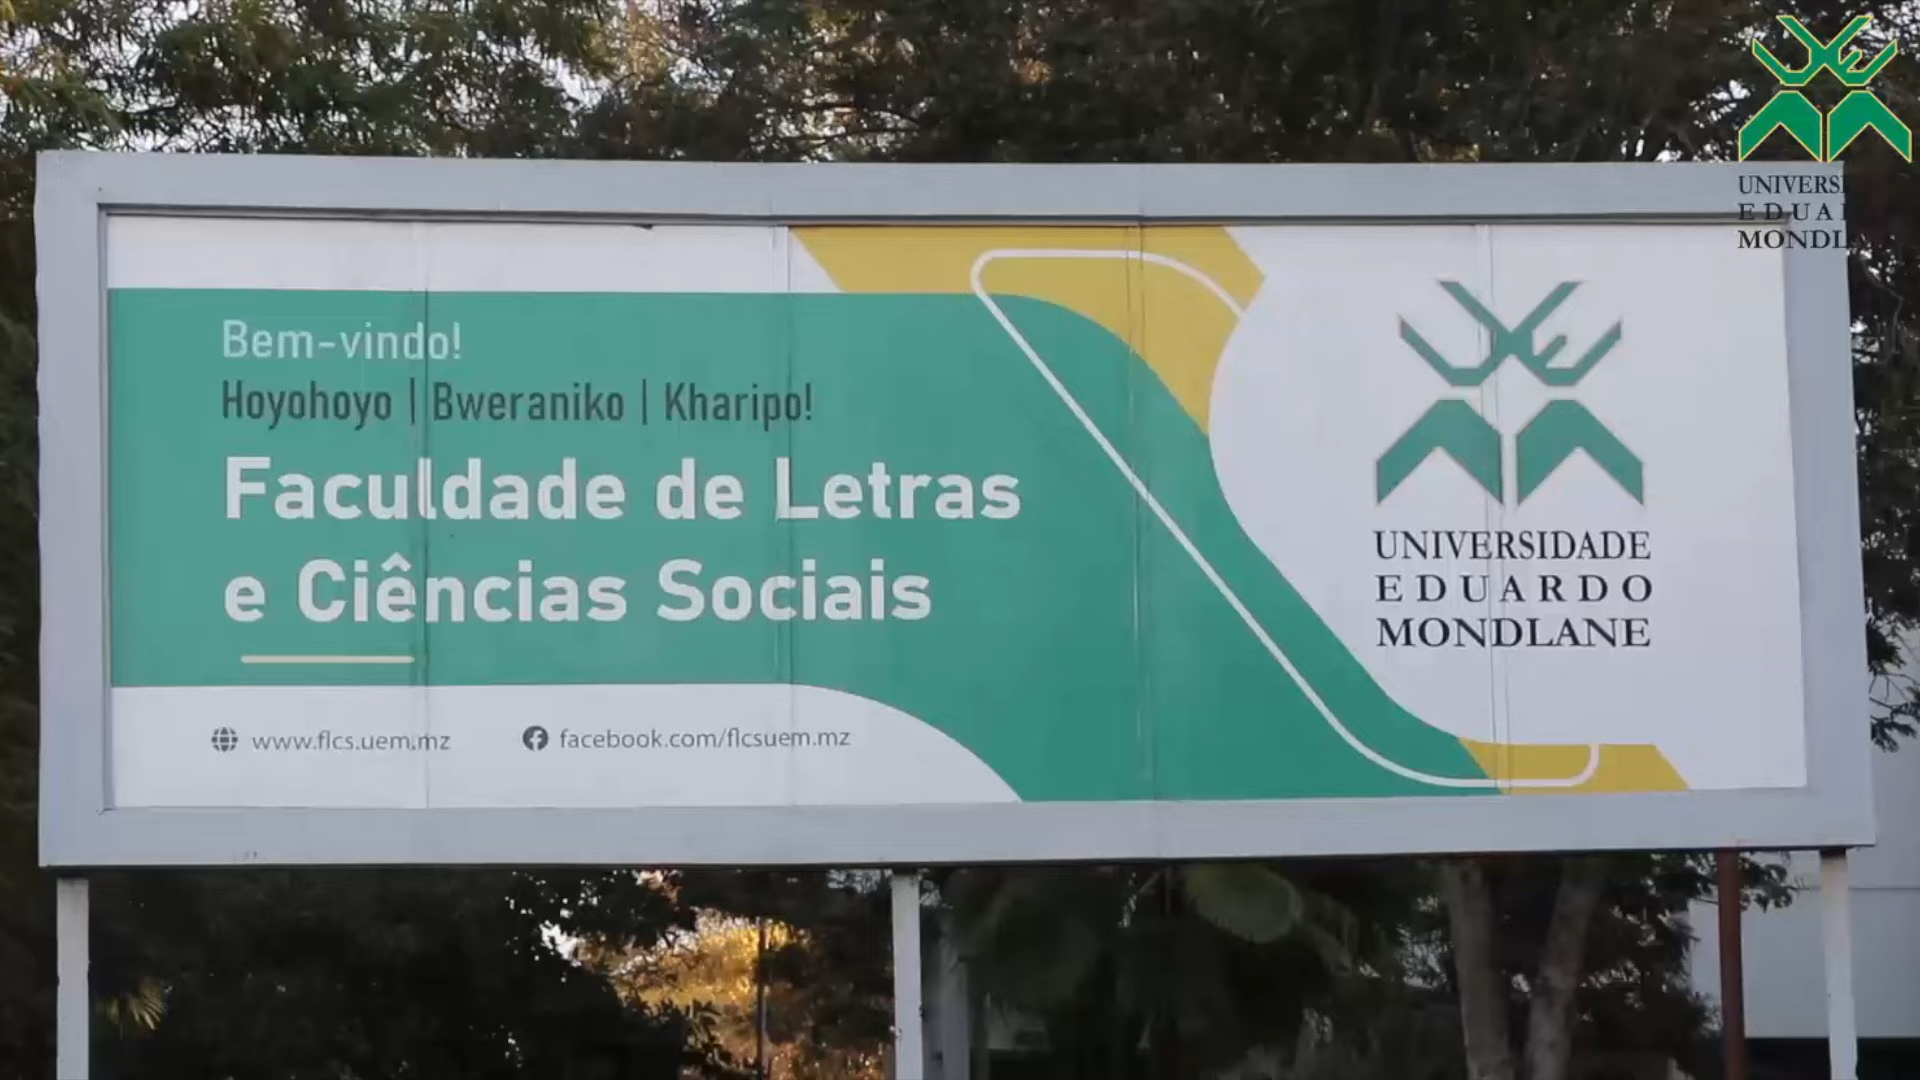 Bem-vindo!
Hoyohoyo | Bweraniko | Kharipo!
Faculdade de Letras
e Ciências Sociais
www.flcs.uem.mz
facebook.com/flcsuem.mz
UNIVERSIDADE
EDUARDO
MONDLANE